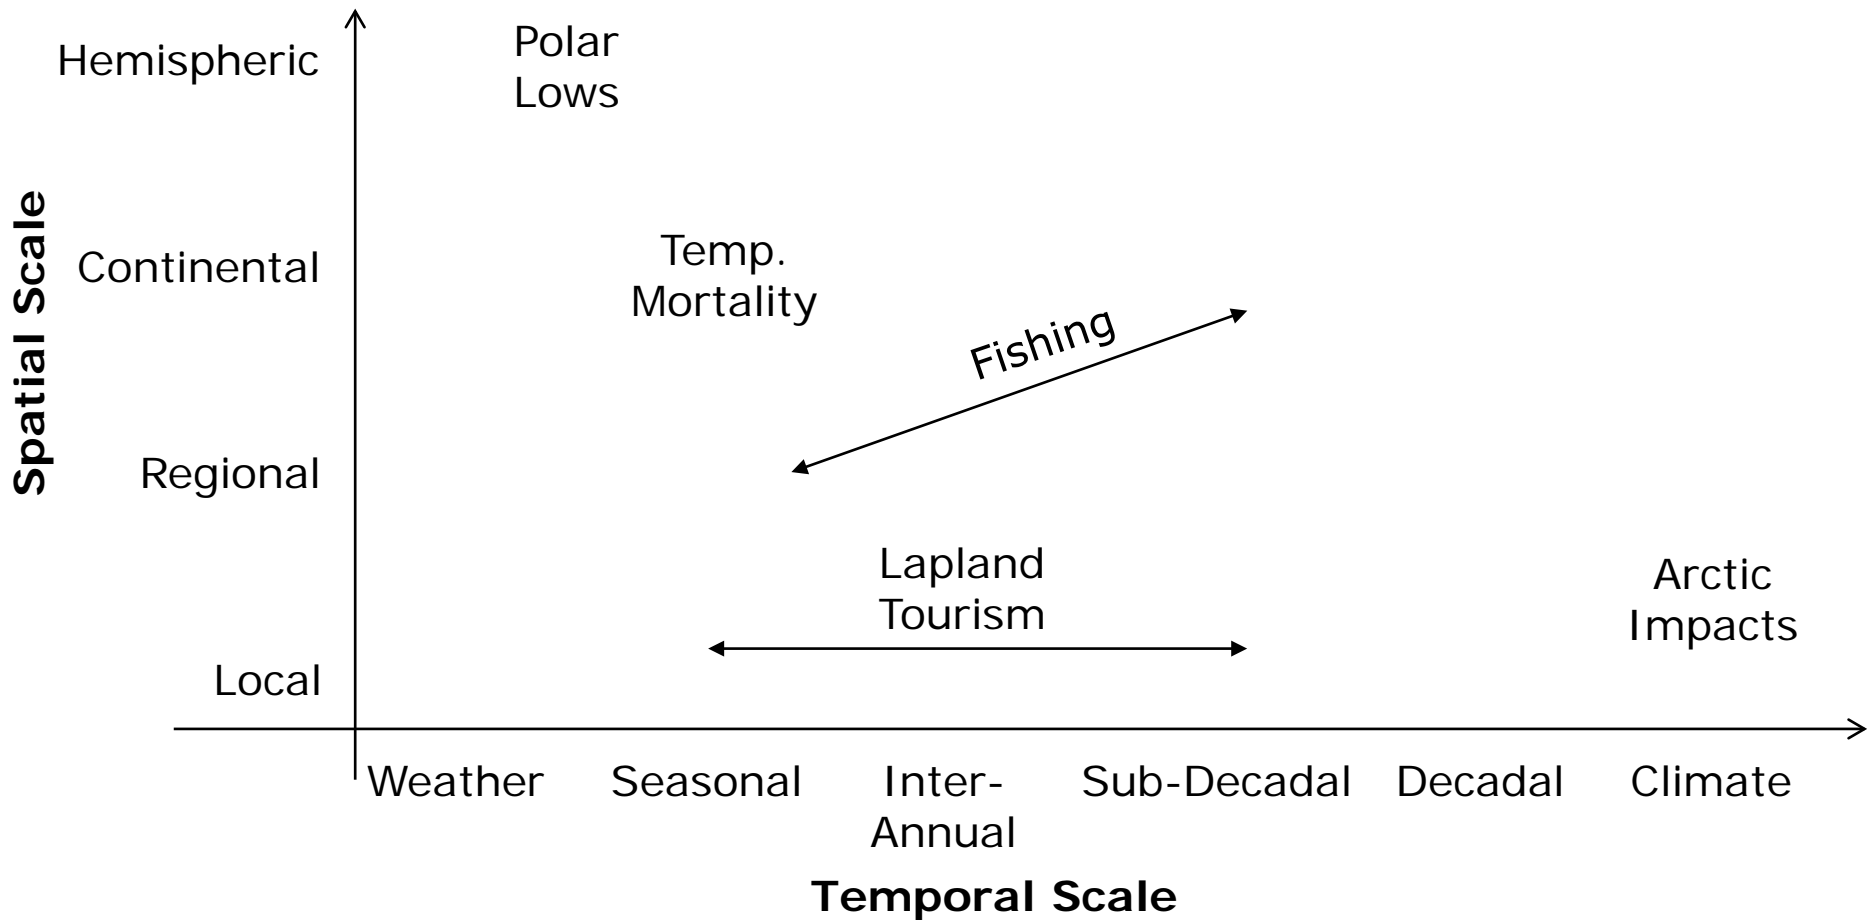 Hemispheric
Polar
Lows
Spatial Scale
Continental
Temp.
Mortality
Fishing
Regional
Lapland
Tourism
Arctic
Impacts
Local
Weather
Seasonal
Inter-
Annual
Sub-Decadal
Decadal
Climate
Temporal Scale